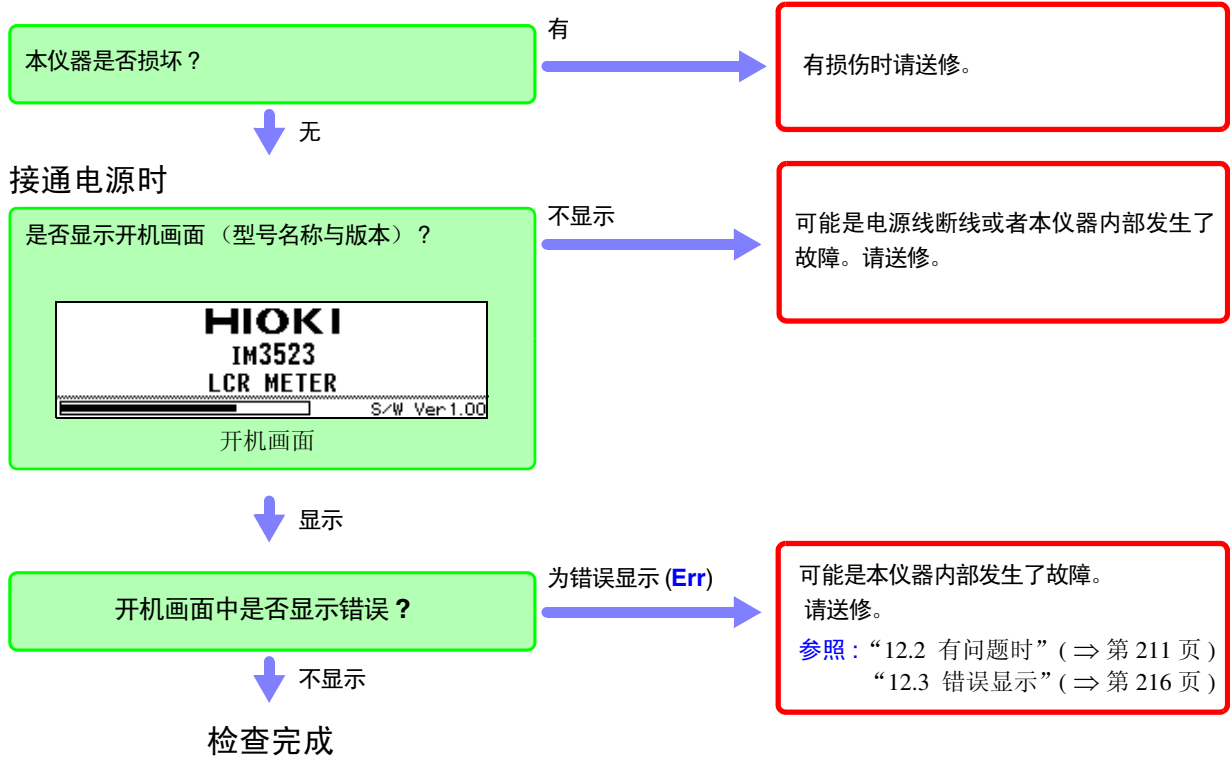 本仪器是否损坏？
有
有损伤时请送修。
无
接通电源时
是否显示开机画面 （型号名称与版本）？
不显示
可能是电源线断线或者本仪器内部发生了
故障。请送修。
HIOKI
IM3523
LCR METER
S/W Ver1.00
开机画面
显示
开机画面中是否显示错误？
为错误显示 (Err)
可能是本仪器内部发生了故障。
请送修。
参照：“12.2 有问题时” ( ⇒ 第 211 页 )
“12.3 错误显示” ( ⇒ 第 216 页 )
不显示
检查完成